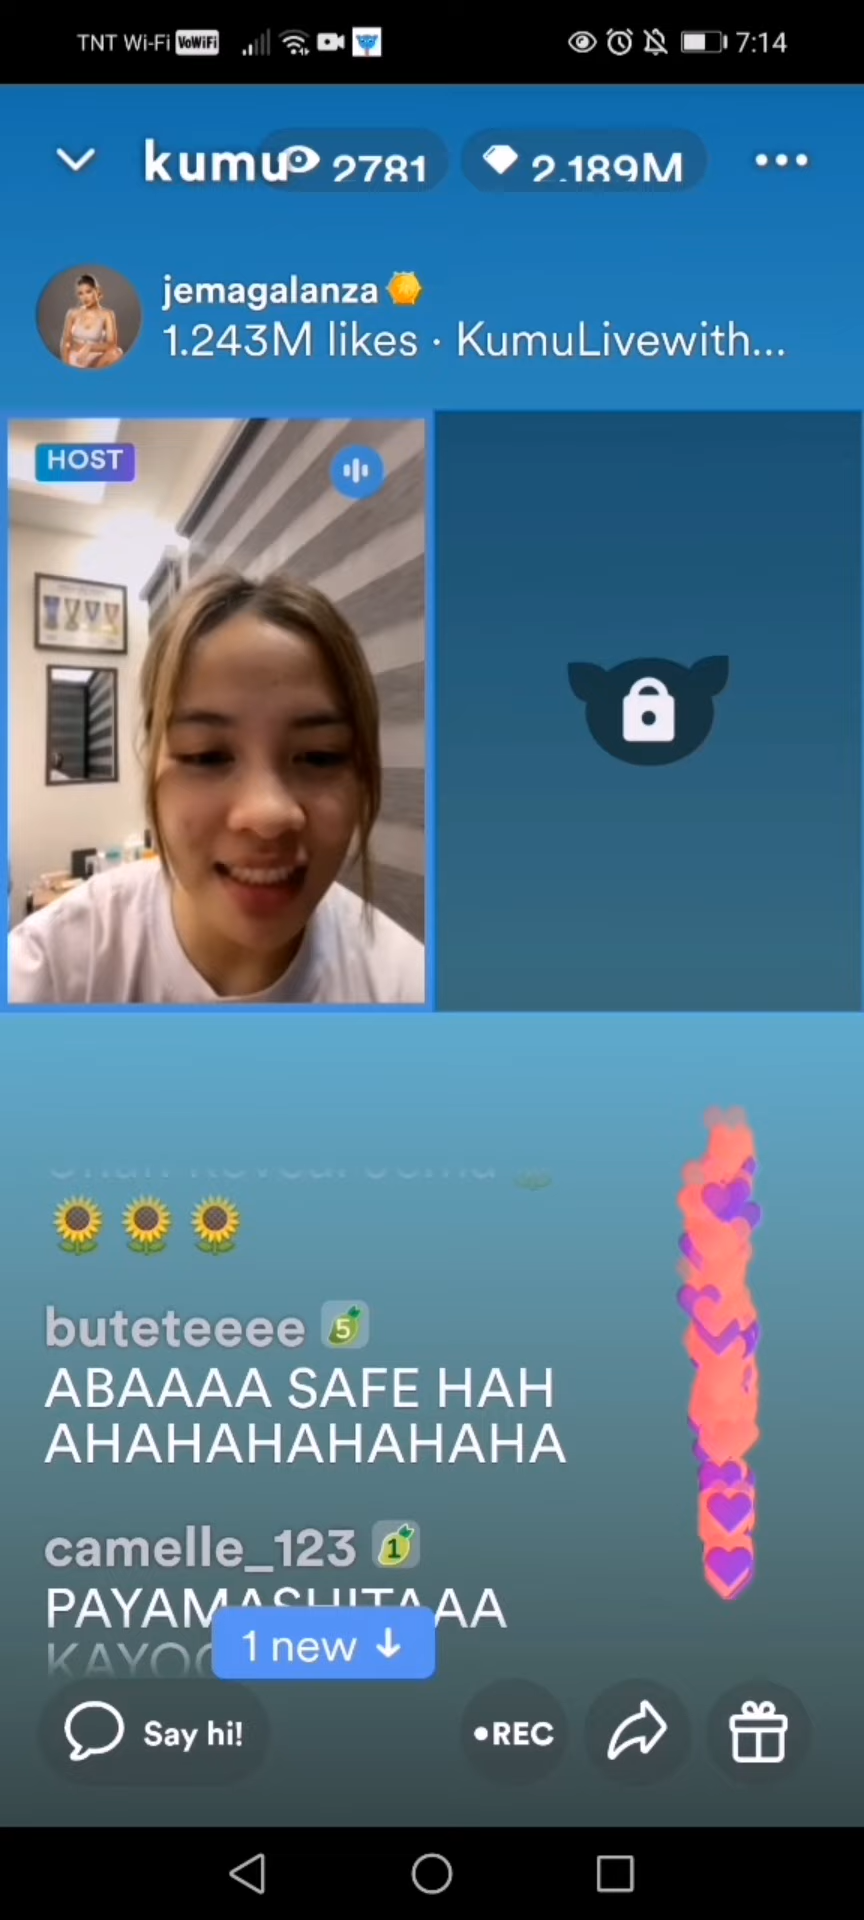 TNT Wi-Fi VoWiFi 7:14
kumu 2781 2.189M
jemagalanza
1.243M likes · KumuLivewith...
HOST
buteteeee 5
ABAAAA SAFE HAH
AHAHAHAHAHAHA
camelle_123 1
PAYAMASHITAAA
1 new
Say hi!
•REC